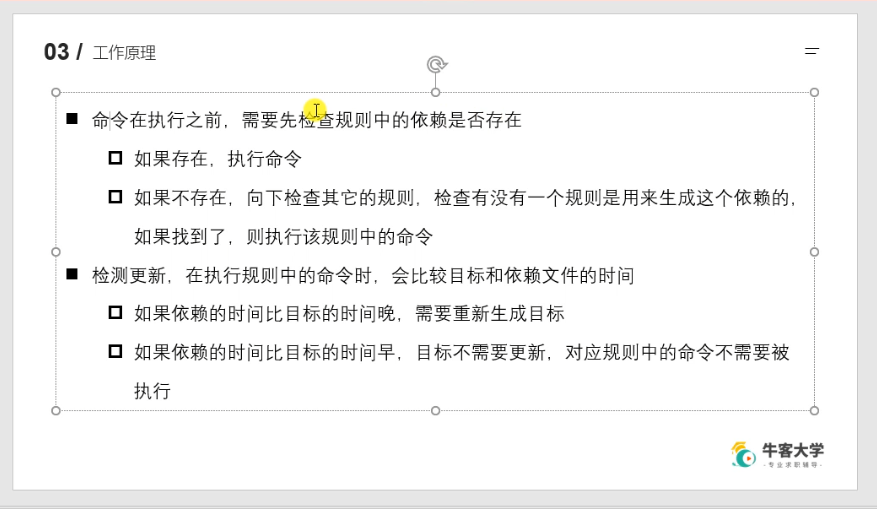 03 / 工作原理
命令在执行之前，需要先检查规则中的依赖是否存在
如果存在，执行命令
如果不存在，向下检查其它的规则，检查有没有一个规则是用来生成这个依赖的，
如果找到了，则执行该规则中的命令
检测更新，在执行规则中的命令时，会比较目标和依赖文件的时间
如果依赖的时间比目标的时间晚，需要重新生成目标
如果依赖的时间比目标的时间早，目标不需要更新，对应规则中的命令不需要被
执行
牛客大学
·专业求职辅导·